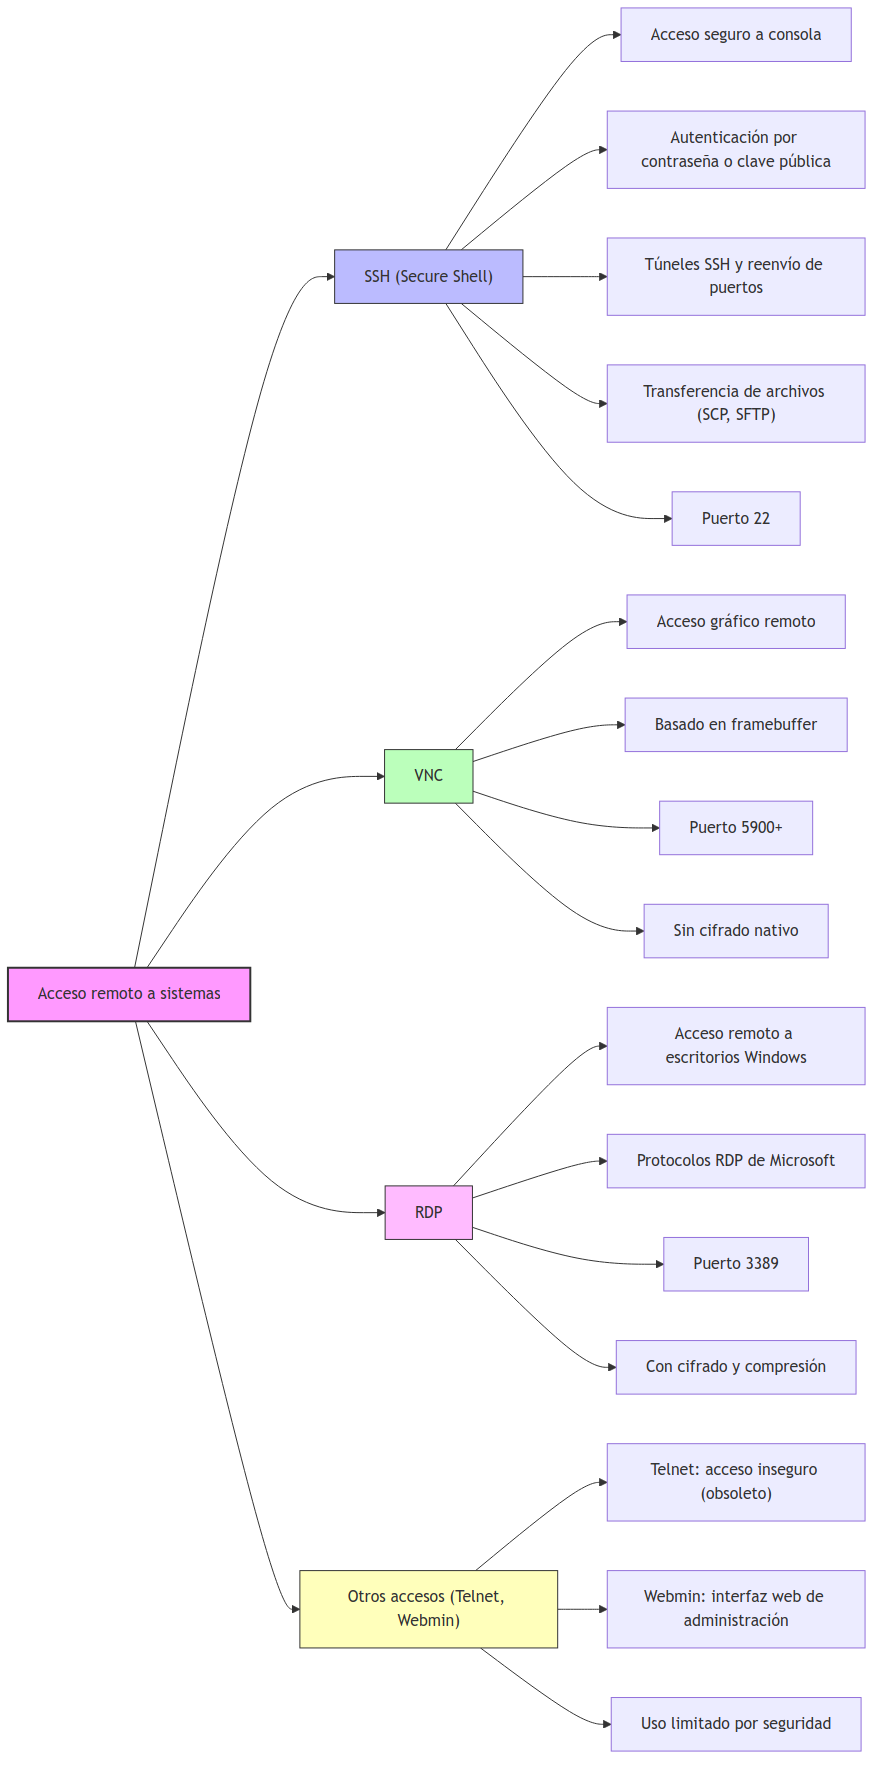 Acceso remoto a sistemas
SSH (Secure Shell)
Acceso seguro a consola
Autenticación por
contraseña o clave pública
Túneles SSH y reenvío de
puertos
Transferencia de archivos
(SCP, SFTP)
Puerto 22
VNC
Acceso gráfico remoto
Basado en framebuffer
Puerto 5900+
Sin cifrado nativo
RDP
Acceso remoto a
escritorios Windows
Protocolos RDP de Microsoft
Puerto 3389
Con cifrado y compresión
Otros accesos (Telnet,
Webmin)
Telnet: acceso inseguro
(obsoleto)
Webmin: interfaz web de
administración
Uso limitado por seguridad